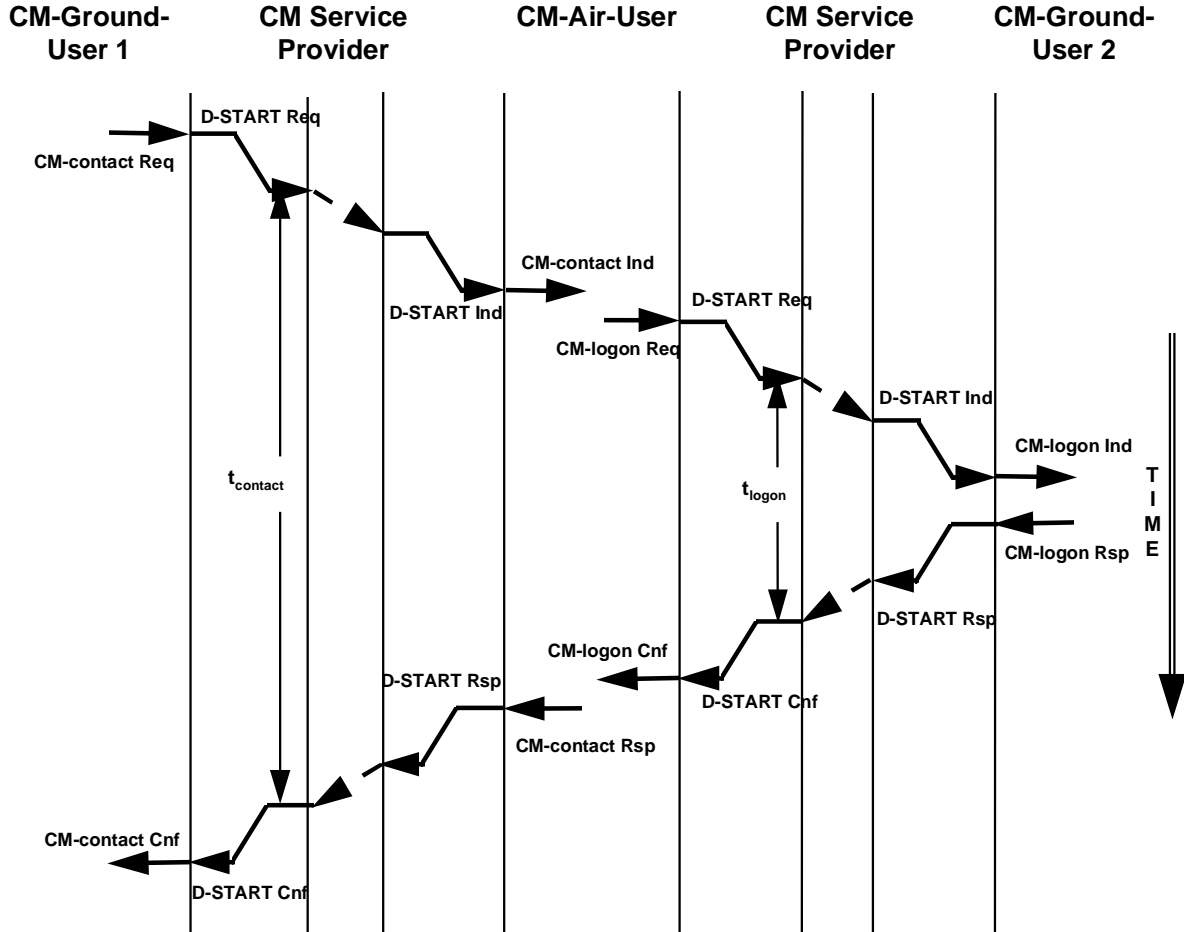 CM-Ground-
User 1
CM Service
Provider
CM-Air-User
CM Service
Provider
CM-Ground-
User 2
D-START Req
CM-contact Req
CM-contact Ind
D-START Ind
D-START Req
CM-logon Req
D-START Ind
CM-logon Ind
tcontact
tlogon
T
I
M
E
CM-logon Rsp
D-START Rsp
CM-logon Cnf
D-START Rsp
D-START Cnf
CM-contact Rsp
CM-contact Cnf
D-START Cnf